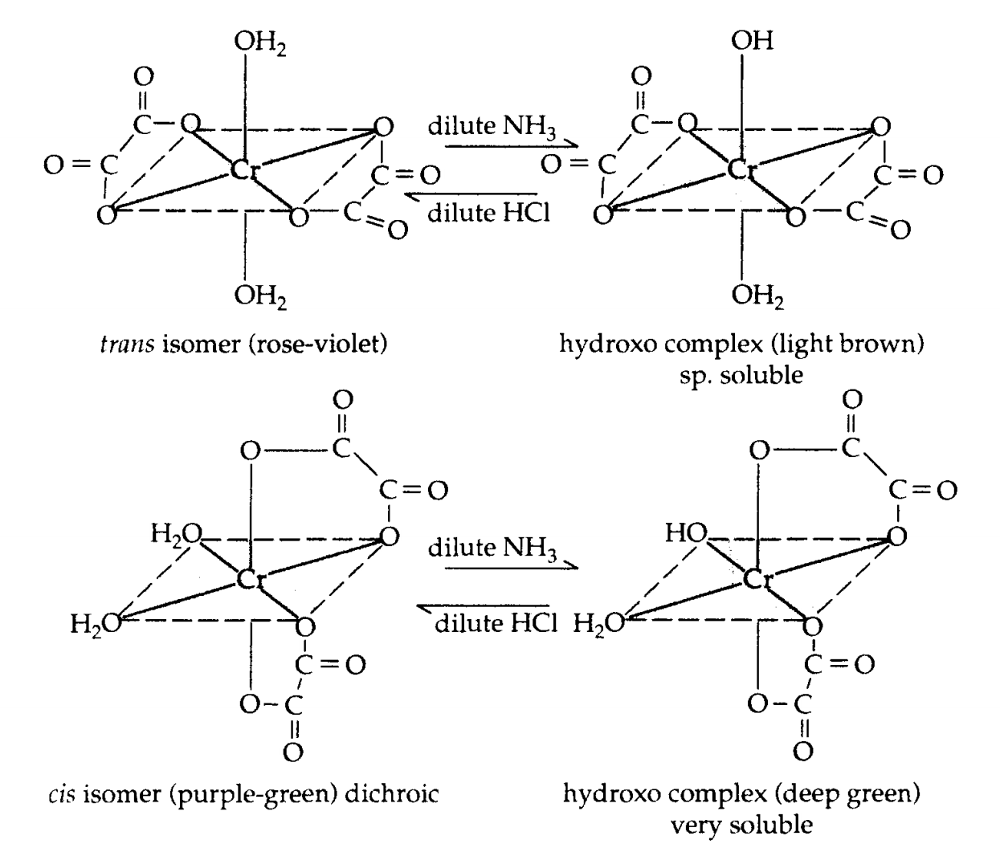 OH₂
OH
O
O
C–O
O
dilute NH₃
C–O
O
O=C
Cr
C=O
O=C
Cr
C=O
O
O
C
O
dilute HCl
O
O
C
O
OH₂
OH₂
trans isomer (rose-violet)
hydroxo complex (light brown)
sp. soluble
O
O
O
C
O
C
C=O
C=O
H₂O
O
dilute NH₃
HO
O
Cr
Cr
H₂O
O
dilute HCl
H₂O
O
C=O
C=O
O–C
O–C
O
O
cis isomer (purple-green) dichroic
hydroxo complex (deep green)
very soluble